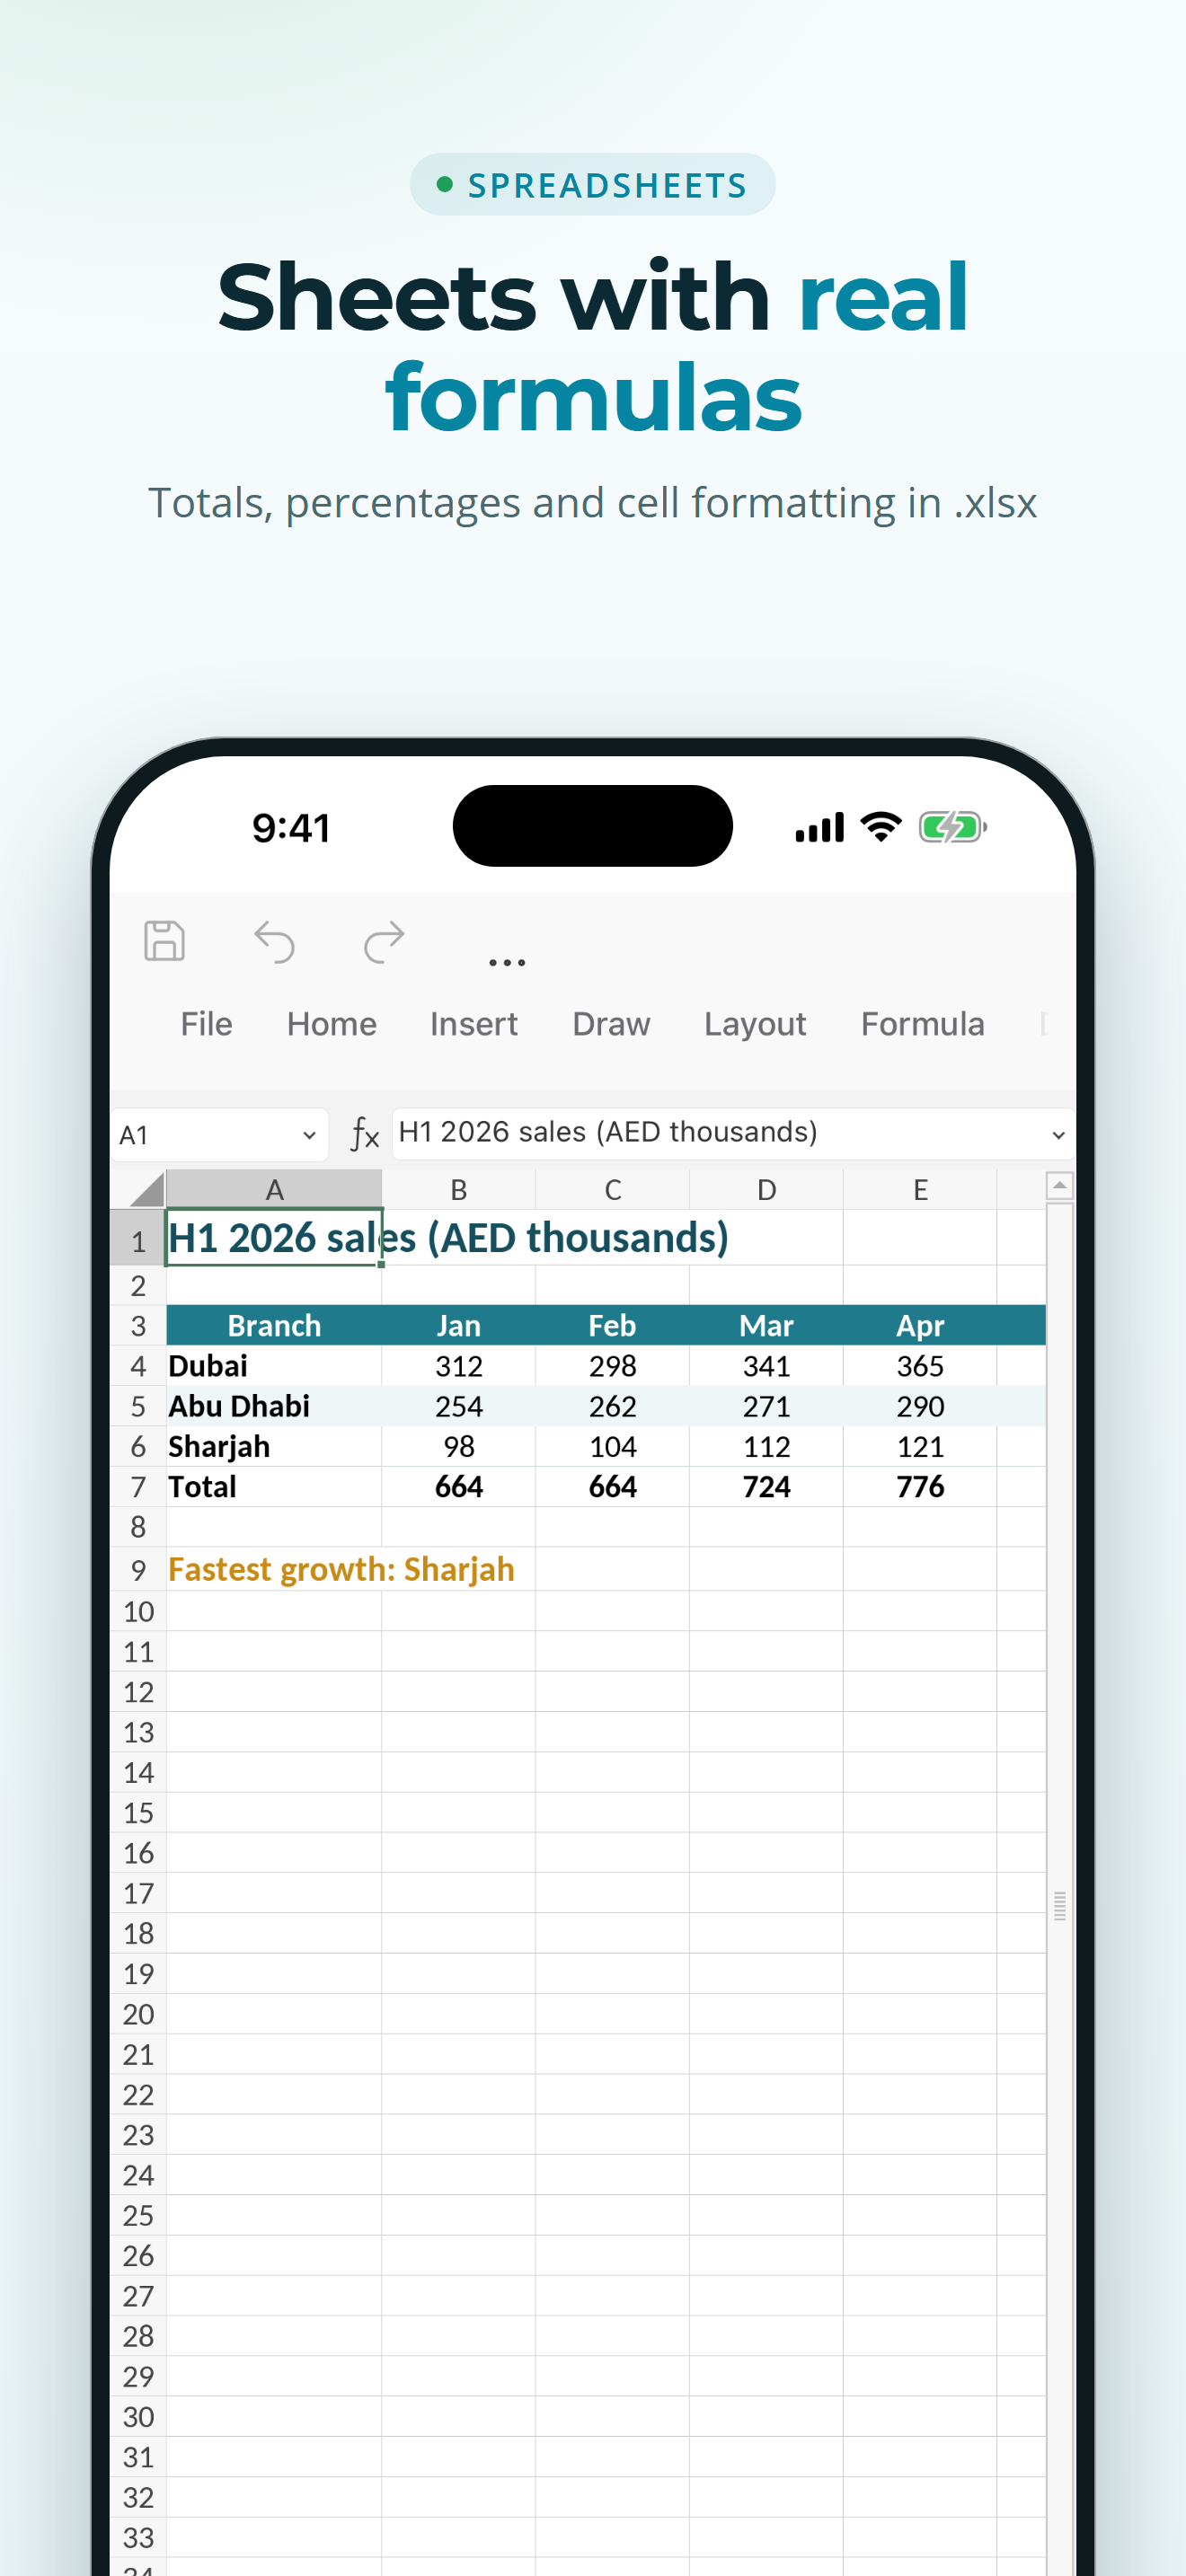 SPREADSHEETS
Sheets with real
formulas
Totals, percentages and cell formatting in .xlsx
9:41
File Home Insert Draw Layout Formula
A1 fx H1 2026 sales (AED thousands)
A B C D E
1 H1 2026 sales (AED thousands)
2
3 Branch Jan Feb Mar Apr
4 Dubai 312 298 341 365
5 Abu Dhabi 254 262 271 290
6 Sharjah 98 104 112 121
7 Total 664 664 724 776
8
9 Fastest growth: Sharjah
10
11
12
13
14
15
16
17
18
19
20
21
22
23
24
25
26
27
28
29
30
31
32
33